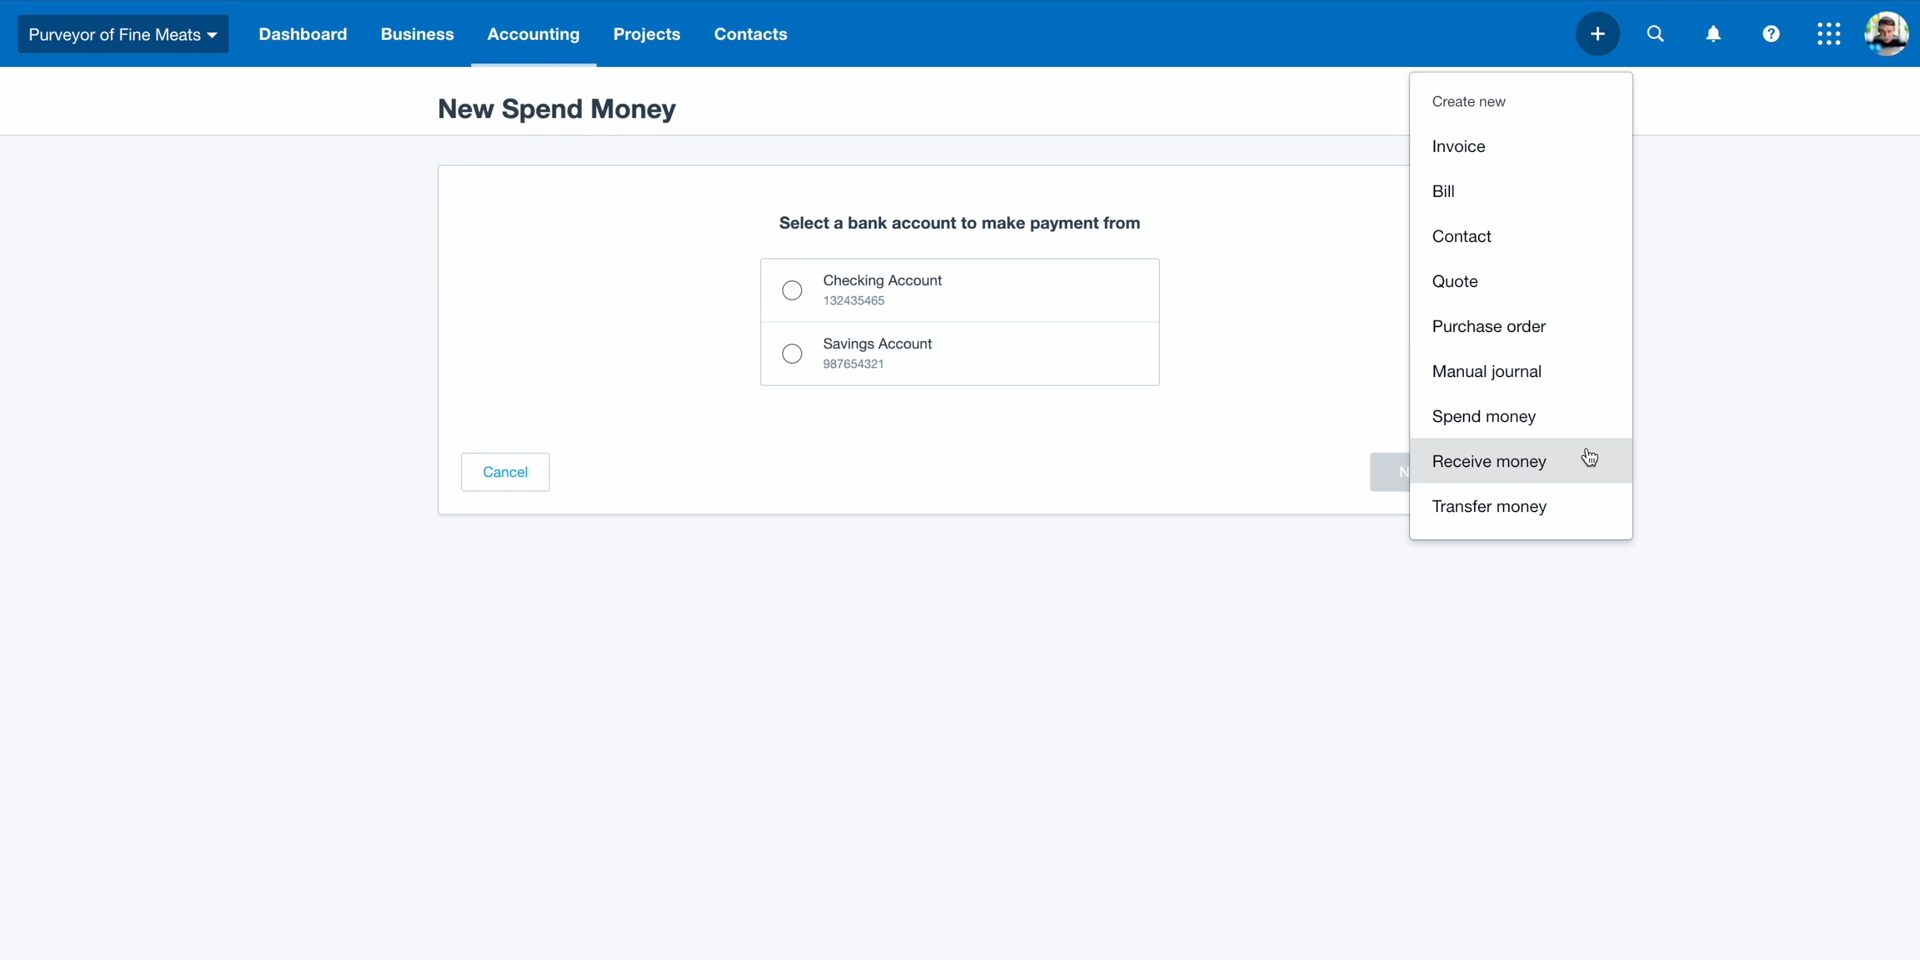 Purveyor of Fine Meats
Dashboard
Business
Accounting
Projects
Contacts
New Spend Money
Select a bank account to make payment from
Checking Account
132435465
Savings Account
987654321
Cancel
N
Create new
Invoice
Bill
Contact
Quote
Purchase order
Manual journal
Spend money
Receive money
Transfer money